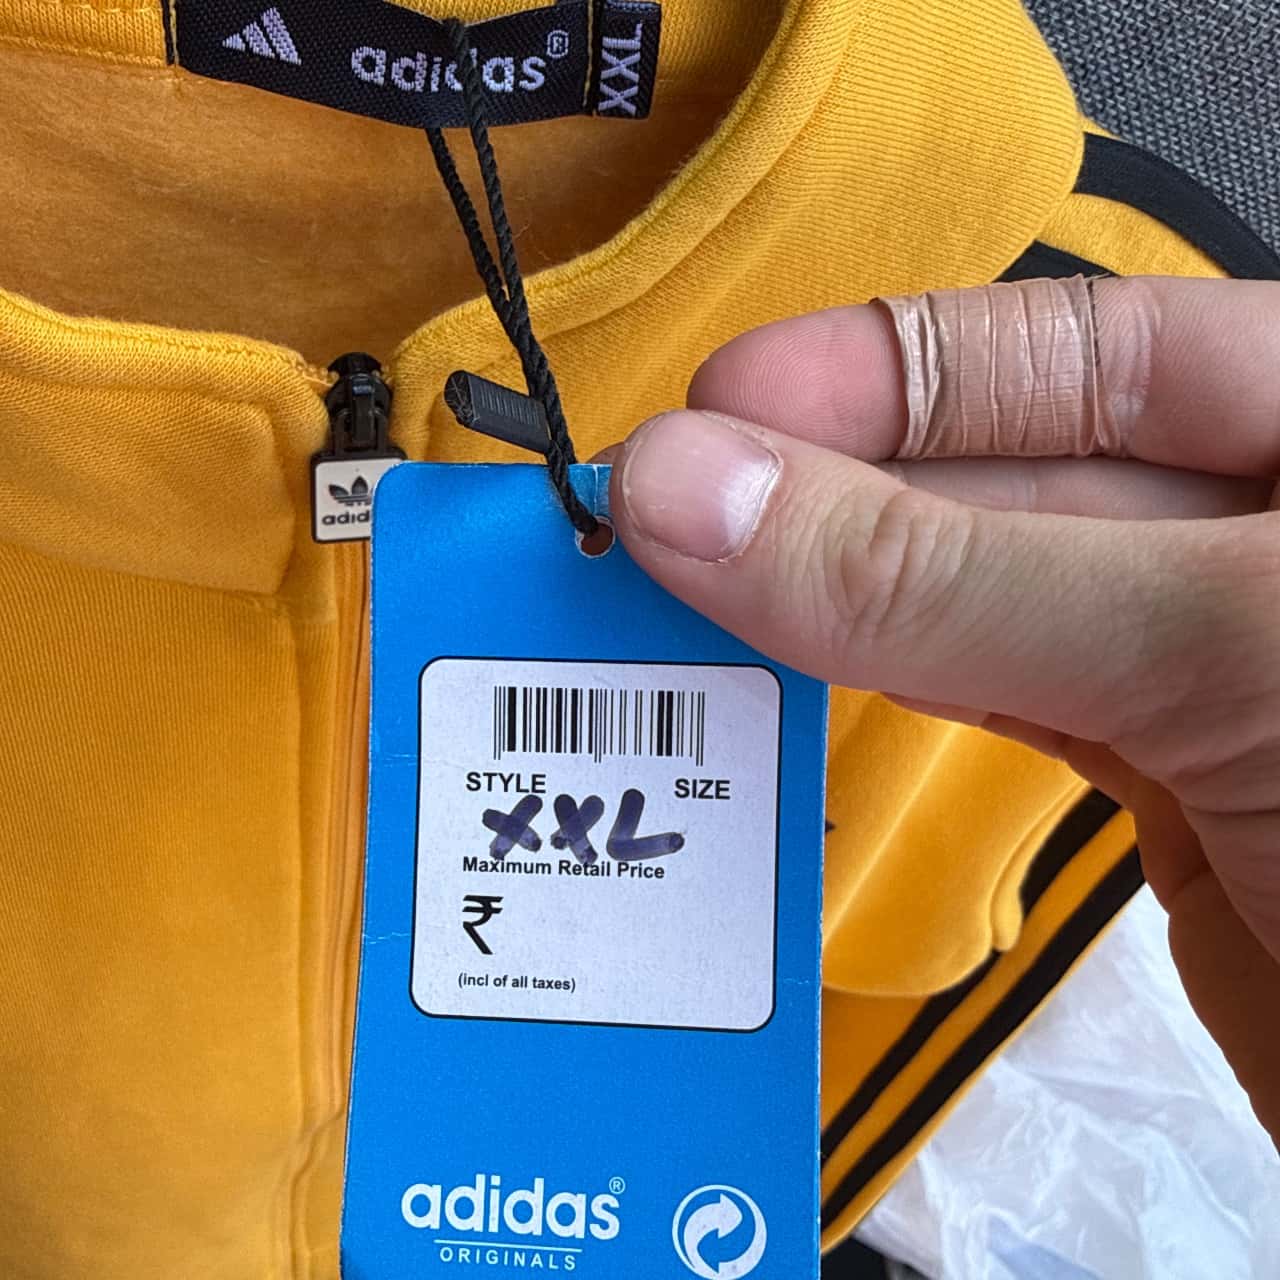 adidas®
XXL
adidas
STYLE SIZE
XXL
Maximum Retail Price
₹
(incl of all taxes)
adidas®
ORIGINALS